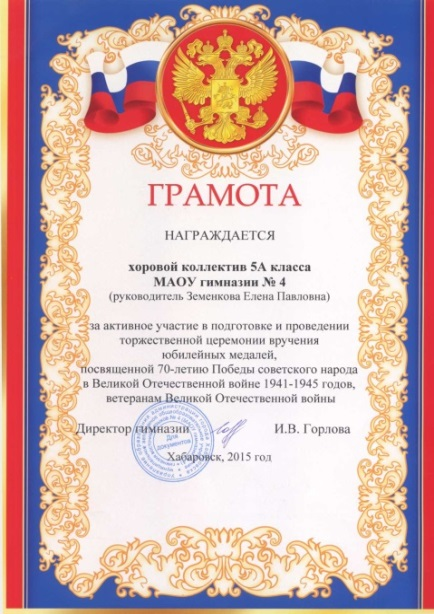 ГРАМОТА
НАГРАЖДАЕТСЯ
хоровой коллектив 5А класса
МАОУ гимназии № 4
(руководитель Земенкова Елена Павловна)
за активное участие в подготовке и проведении
торжественной церемонии вручения
юбилейных медалей,
посвященной 70-летию Победы советского народа
в Великой Отечественной войне 1941-1945 годов,
ветеранам Великой Отечественной войны
Директор гимназии И.В. Горлова
Для
документов
Хабаровск, 2015 год